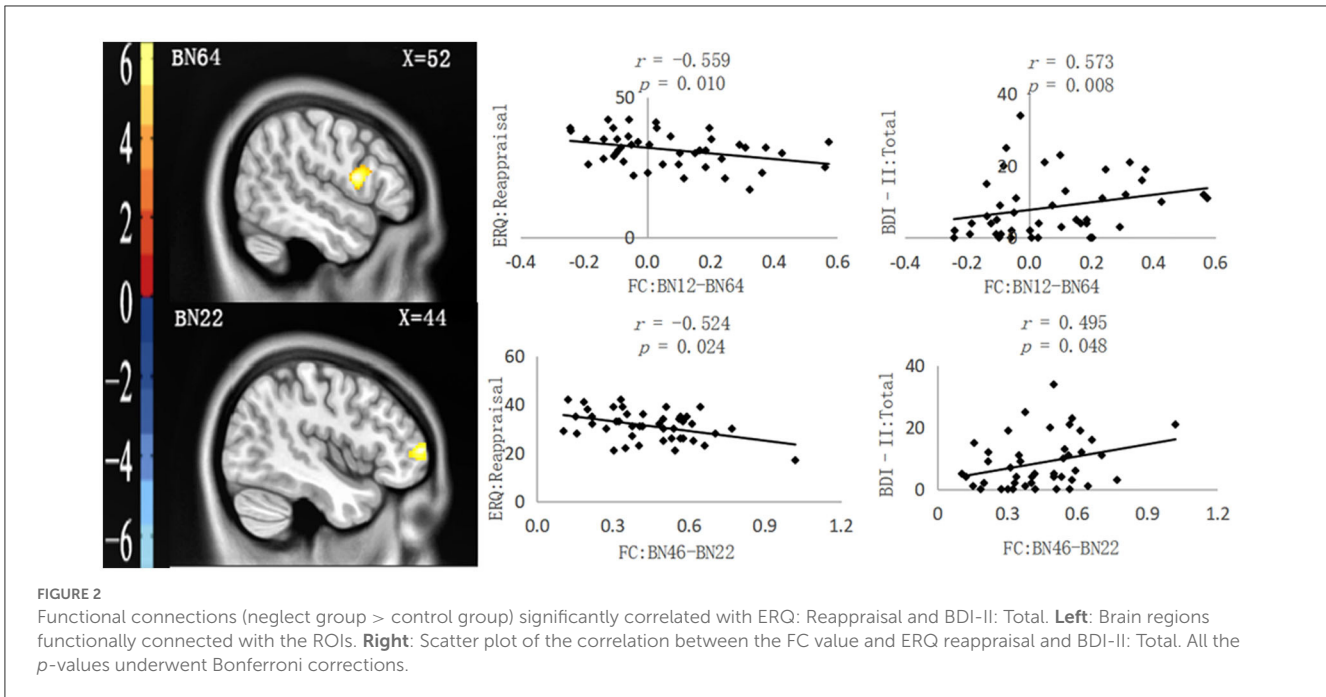 6
4
2
0
−2
−4
−6
BN64 X=52
BN22 X=44
r = −0.559
p = 0.010
ERQ:Reappraisal
50
0
-0.4 -0.2 0.0 0.2 0.4 0.6
FC:BN12-BN64
r = 0.573
p = 0.008
BDI - II:Total
40
20
0
-0.4 -0.2 0.0 0.2 0.4 0.6
FC:BN12-BN64
r = −0.524
p = 0.024
ERQ:Reappraisal
60
40
20
0
0.0 0.3 0.6 0.9 1.2
FC:BN46-BN22
r = 0.495
p = 0.048
BDI - II:Total
40
30
20
10
0
0 0.3 0.6 0.9 1.2
FC:BN46-BN22
FIGURE 2
Functional connections (neglect group > control group) significantly correlated with ERQ: Reappraisal and BDI-II: Total. Left: Brain regions
functionally connected with the ROIs. Right: Scatter plot of the correlation between the FC value and ERQ reappraisal and BDI-II: Total. All the
p-values underwent Bonferroni corrections.